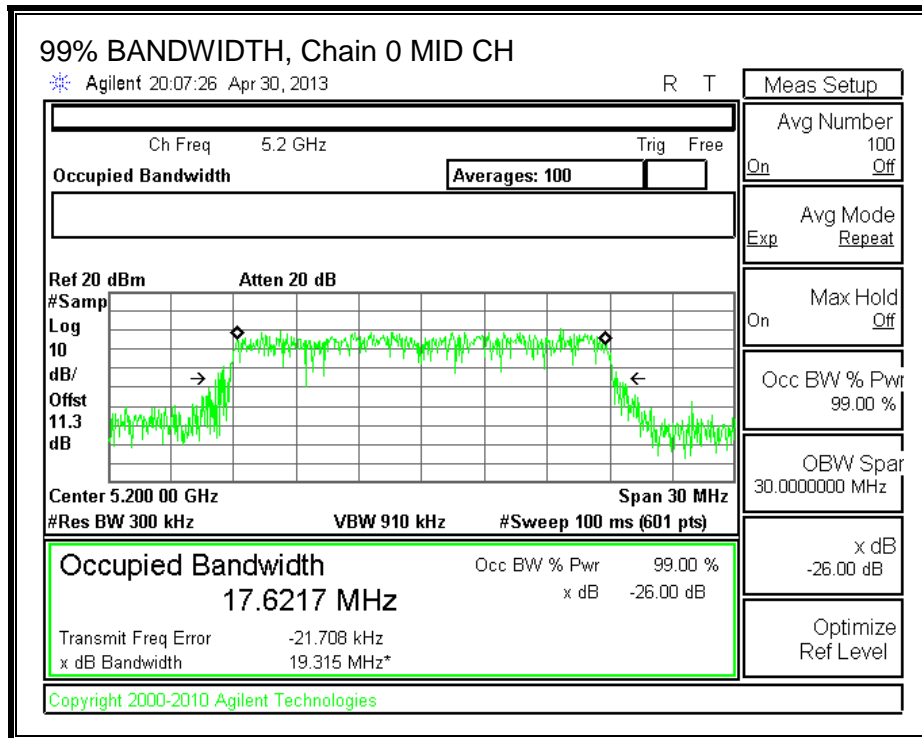 99% BANDWIDTH, Chain 0 MID CH
Agilent 20:07:26 Apr 30, 2013 R T
Ch Freq 5.2 GHz Trig Free
Occupied Bandwidth Averages: 100
Ref 20 dBm Atten 20 dB
#Samp
Log
10
dB/
Offst
11.3
dB
Center 5.200 00 GHz Span 30 MHz
#Res BW 300 kHz VBW 910 kHz #Sweep 100 ms (601 pts)
Occupied Bandwidth Occ BW % Pwr 99.00 %
17.6217 MHz x dB -26.00 dB
Transmit Freq Error -21.708 kHz
x dB Bandwidth 19.315 MHz*
Copyright 2000-2010 Agilent Technologies
Meas Setup
Avg Number
100
On Off
Avg Mode
Exp Repeat
Max Hold
On Off
Occ BW % Pwr
99.00 %
OBW Span
30.0000000 MHz
x dB
-26.00 dB
Optimize
Ref Level